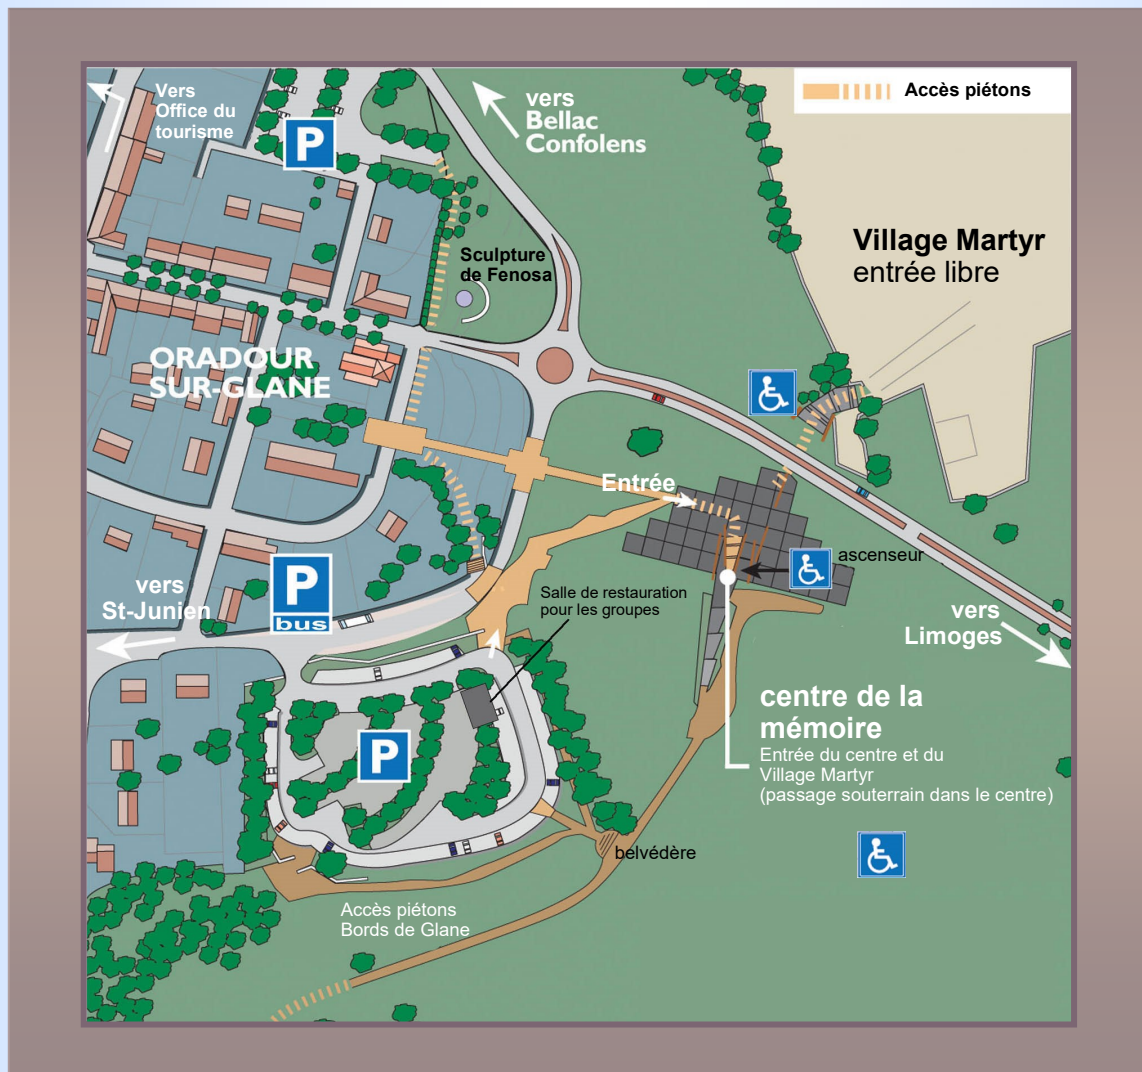 Vers
Office du
tourisme
P
vers
Bellac
Confolens
Accès piétons
Village Martyr
entrée libre
Sculpture
de Fenosa
ORADOUR
SUR-GLANE
Entrée
ascenseur
P
bus
vers
St-Junien
Salle de restauration
pour les groupes
vers
Limoges
centre de la
mémoire
Entrée du centre et du
Village Martyr
(passage souterrain dans le centre)
P
belvédère
Accès piétons
Bords de Glane